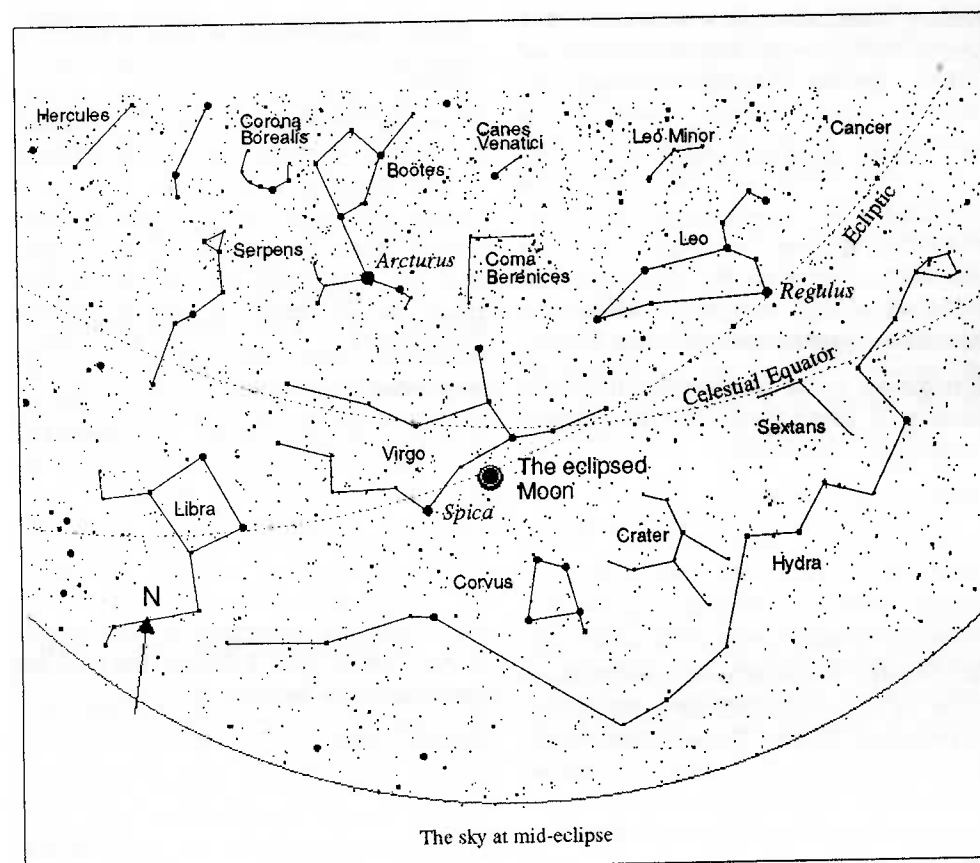 Hercules
Corona
Borealis
Boötes
Canes
Venatici
Leo Minor
Cancer
Serpens
Arcturus
Coma
Berenices
Leo
Ecliptic
Regulus
Celestial Equator
Sextans
Virgo
The eclipsed
Moon
Spica
Libra
Crater
Hydra
Corvus
N
The sky at mid-eclipse